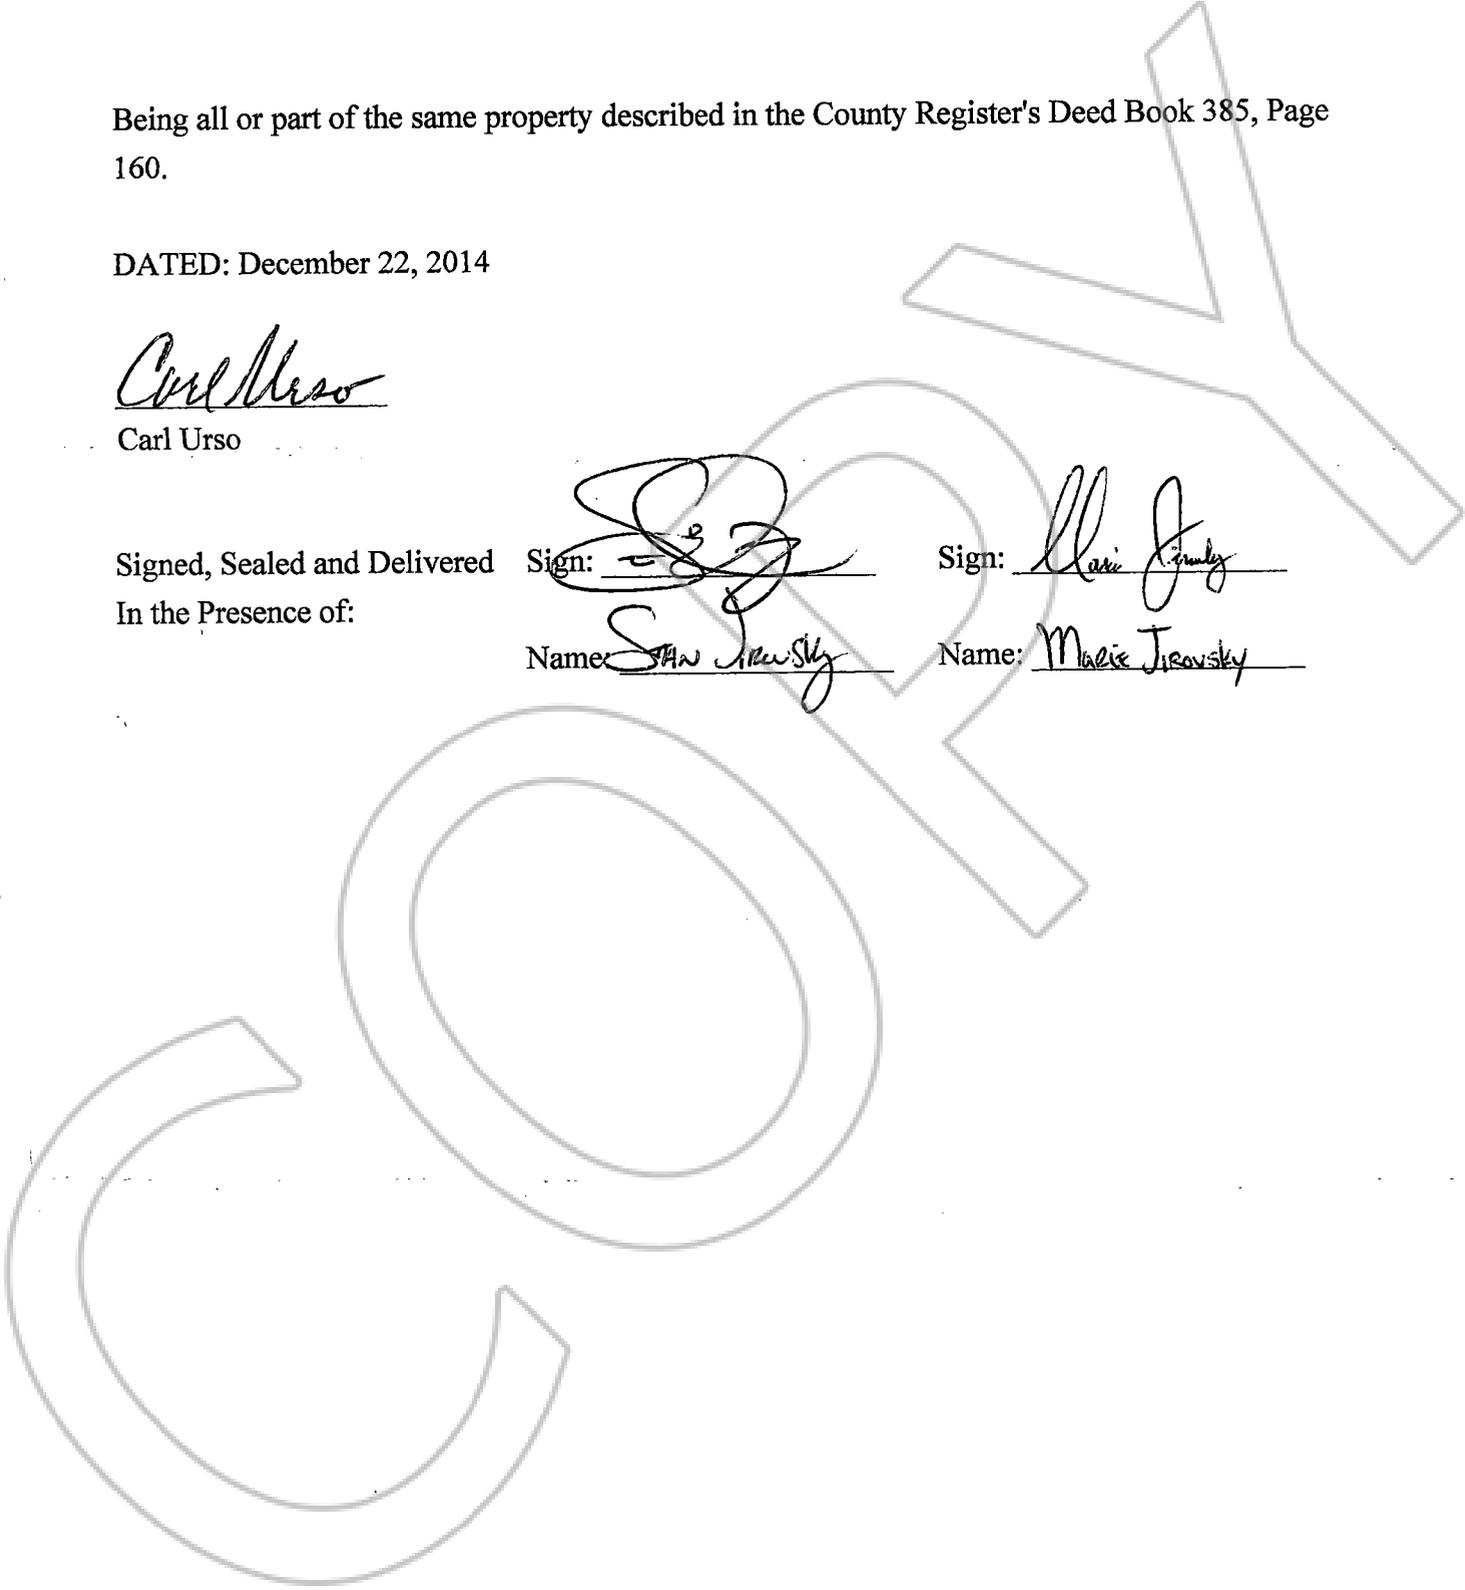 Being all or part of the same property described in the County Register's Deed Book 385, Page
160.
DATED: December 22, 2014
Carl Urso
Carl Urso
Signed, Sealed and Delivered Sign: Sign: Marie Jirovsky
In the Presence of:
Name: STAN JIROVSKY Name: MARIE JIROVSKY
COPY